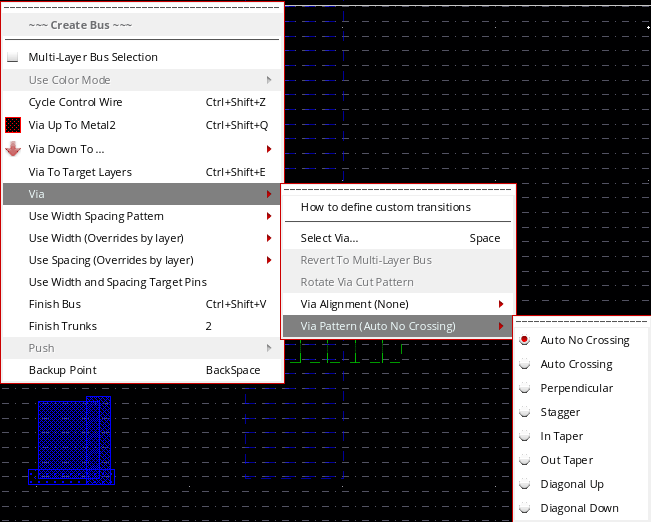 ~~~ Create Bus ~~~
Multi-Layer Bus Selection
Use Color Mode
Cycle Control Wire Ctrl+Shift+Z
Via Up To Metal2 Ctrl+Shift+Q
Via Down To ...
Via To Target Layers Ctrl+Shift+E
Via
Use Width Spacing Pattern
Use Width (Overrides by layer)
Use Spacing (Overrides by layer)
Use Width and Spacing Target Pins
Finish Bus Ctrl+Shift+V
Finish Trunks 2
Push
Backup Point BackSpace
How to define custom transitions
Select Via... Space
Revert To Multi-Layer Bus
Rotate Via Cut Pattern
Via Alignment (None)
Via Pattern (Auto No Crossing)
Auto No Crossing
Auto Crossing
Perpendicular
Stagger
In Taper
Out Taper
Diagonal Up
Diagonal Down